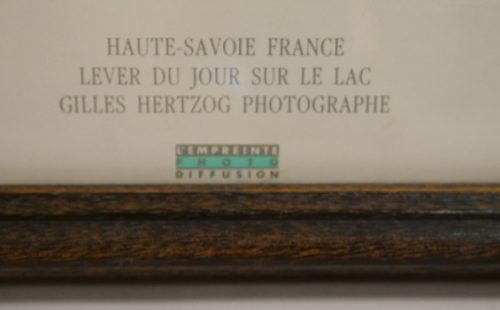 HAUTE-SAVOIE FRANCE
LEVER DU JOUR SUR LE LAC
GILLES HERTZOG PHOTOGRAPHE
L'EMPREINTE
PHOTO
DIFFUSION